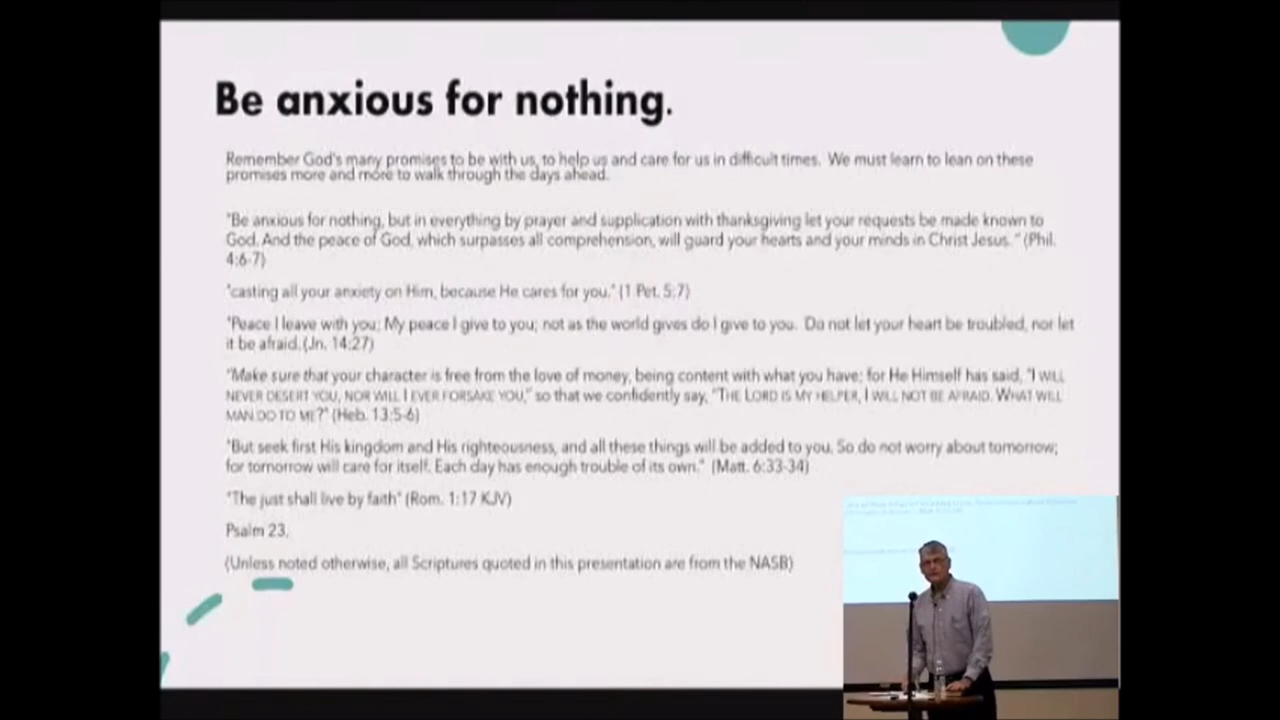 Be anxious for nothing.
Remember God's many promises to be with us, to help us and care for us in difficult times. We must learn to lean on these
promises more and more to walk through the days ahead.
"Be anxious for nothing, but in everything by prayer and supplication with thanksgiving let your requests be made known to
God. And the peace of God, which surpasses all comprehension, will guard your hearts and your minds in Christ Jesus." (Phil.
4:6-7)
"casting all your anxiety on Him, because He cares for you." (1 Pet. 5:7)
"Peace I leave with you; My peace I give to you; not as the world gives do I give to you. Do not let your heart be troubled, nor let
it be afraid.(Jn. 14:27)
"Make sure that your character is free from the love of money, being content with what you have; for He Himself has said, "I WILL
NEVER DESERT YOU, NOR WILL I EVER FORSAKE YOU," so that we confidently say, "THE LORD IS MY HELPER, I WILL NOT BE AFRAID. WHAT WILL
MAN DO TO ME?" (Heb. 13:5-6)
"But seek first His kingdom and His righteousness, and all these things will be added to you. So do not worry about tomorrow;
for tomorrow will care for itself. Each day has enough trouble of its own." (Matt. 6:33-34)
"The just shall live by faith" (Rom. 1:17 KJV)
Psalm 23.
(Unless noted otherwise, all Scriptures quoted in this presentation are from the NASB)